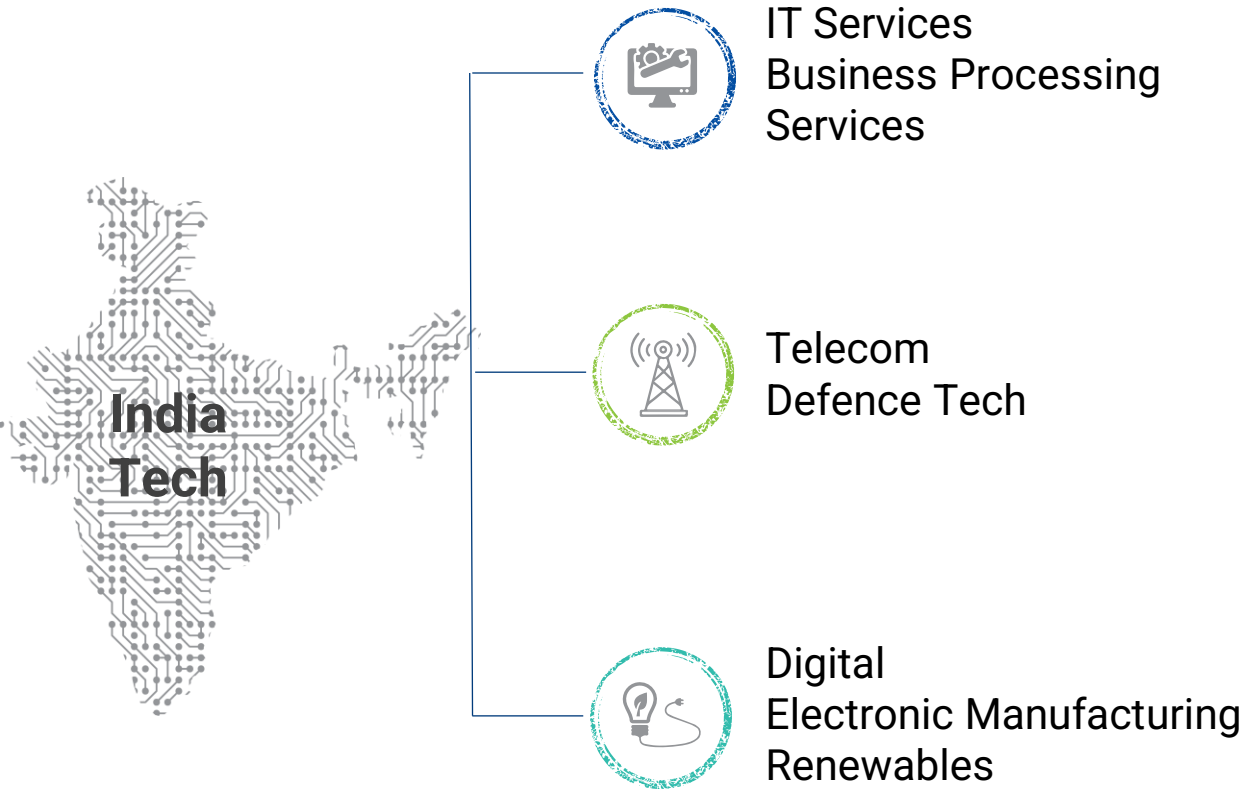 India
Tech
IT Services
Business Processing
Services
Telecom
Defence Tech
Digital
Electronic Manufacturing
Renewables